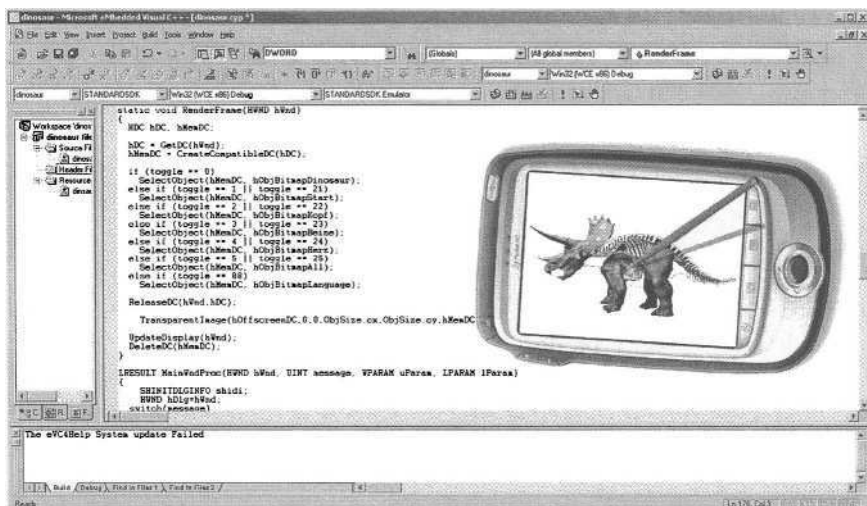 dinosaur - Microsoft eMbedded Visual C++ - [dinosaur.cpp *]
File Edit View Insert Project Build Tools Window Help
DWORD
(Globals) (All global members) RenderFrame
dinosaur Win32 (WCE x86) Debug
dinosaur STANDARDSDK Win32 (WCE x86) Debug STANDARDSDK Emulator
Workspace 'dinos
dinosaur file
Source Fi
dinos
Header Fi
Resource
dinos
static void RenderFrame(HWND hWnd)
{
HDC hDC, hMemDC;
hDC = GetDC(hWnd);
hMemDC = CreateCompatibleDC(hDC);
if (toggle == 0)
SelectObject(hMemDC, hObjBitmapDinosaur);
else if (toggle == 1 || toggle == 21)
SelectObject(hMemDC, hObjBitmapStart);
else if (toggle == 2 || toggle == 22)
SelectObject(hMemDC, hObjBitmapKopf);
else if (toggle == 3 || toggle == 23)
SelectObject(hMemDC, hObjBitmapBeine);
else if (toggle == 4 || toggle == 24)
SelectObject(hMemDC, hObjBitmapHerz);
else if (toggle == 5 || toggle == 25)
SelectObject(hMemDC, hObjBitmapAll);
else if (toggle == 88)
SelectObject(hMemDC, hObjBitmapLanguage);
ReleaseDC(hWnd,hDC);
TransparentImage(hOffscreenDC,0,0,ObjSize.cx,ObjSize.cy,hMemDC
UpdateDisplay(hWnd);
DeleteDC(hMemDC);
}
LRESULT MainWndProc(HWND hWnd, UINT message, WPARAM uParam, LPARAM lParam)
{
SHINITDLGINFO shidi;
HWND hDlg=hWnd;
switch(message)
C.. R.. F..
The eVC4Help System update Failed
Build Debug Find in Files 1 Find in Files 2
Ready